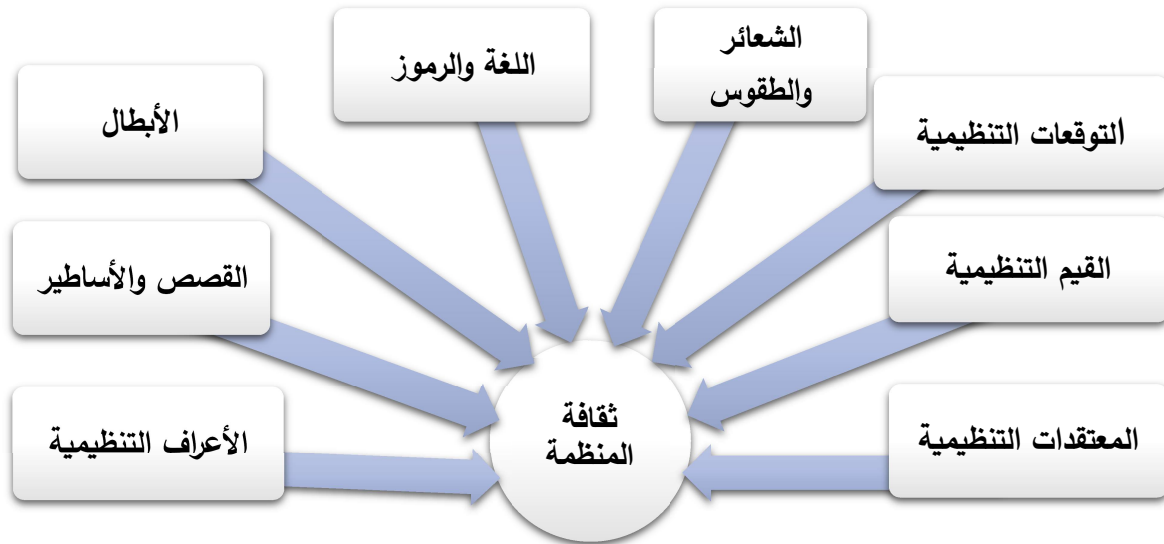 الشعائر
والطقوس
اللغة والرموز
التوقعات التنظيمية
الأبطال
القيم التنظيمية
القصص والأساطير
المعتقدات التنظيمية
الأعراف التنظيمية
ثقافة
المنظمة